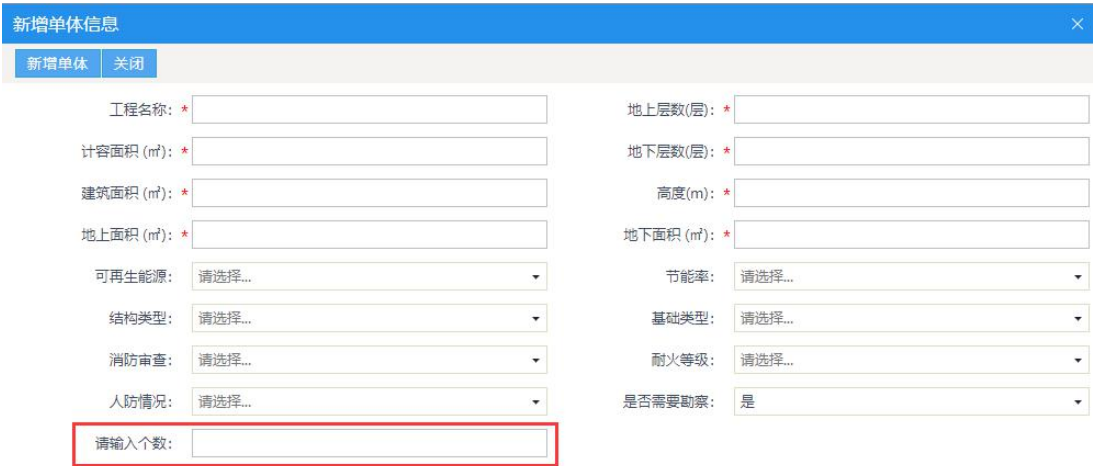 新增单体信息
新增单体 关闭
工程名称: * 地上层数(层): *
计容面积 (㎡): * 地下层数(层): *
建筑面积 (㎡): * 高度(m): *
地上面积 (㎡): * 地下面积 (㎡): *
可再生能源: 请选择... 节能率: 请选择...
结构类型: 请选择... 基础类型: 请选择...
消防审查: 请选择... 耐火等级: 请选择...
人防情况: 请选择... 是否需要勘察: 是
请输入个数: